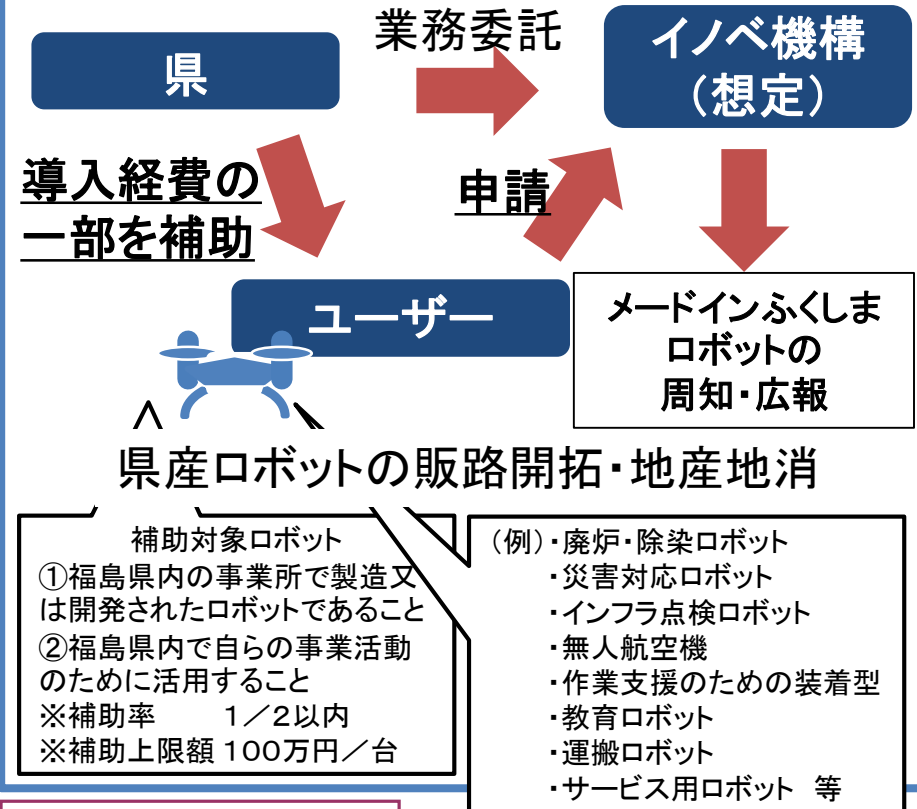 業務委託
県
イノベ機構
（想定）
導入経費の
一部を補助
申請
ユーザー
メードインふくしま
ロボットの
周知・広報
県産ロボットの販路開拓・地産地消
補助対象ロボット
①福島県内の事業所で製造又
は開発されたロボットであること
②福島県内で自らの事業活動
のために活用すること
※補助率　　１／２以内
※補助上限額 １００万円／台
（例）・廃炉・除染ロボット
・災害対応ロボット
・インフラ点検ロボット
・無人航空機
・作業支援のための装着型
・教育ロボット
・運搬ロボット
・サービス用ロボット　等